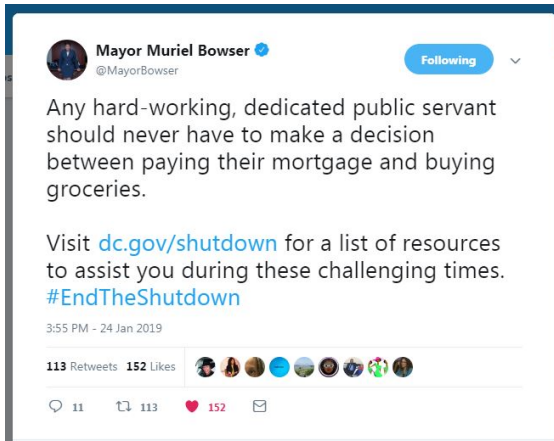 Mayor Muriel Bowser
@MayorBowser
Following
Any hard-working, dedicated public servant
should never have to make a decision
between paying their mortgage and buying
groceries.
Visit dc.gov/shutdown for a list of resources
to assist you during these challenging times.
#EndTheShutdown
3:55 PM - 24 Jan 2019
113 Retweets 152 Likes
11 113 152